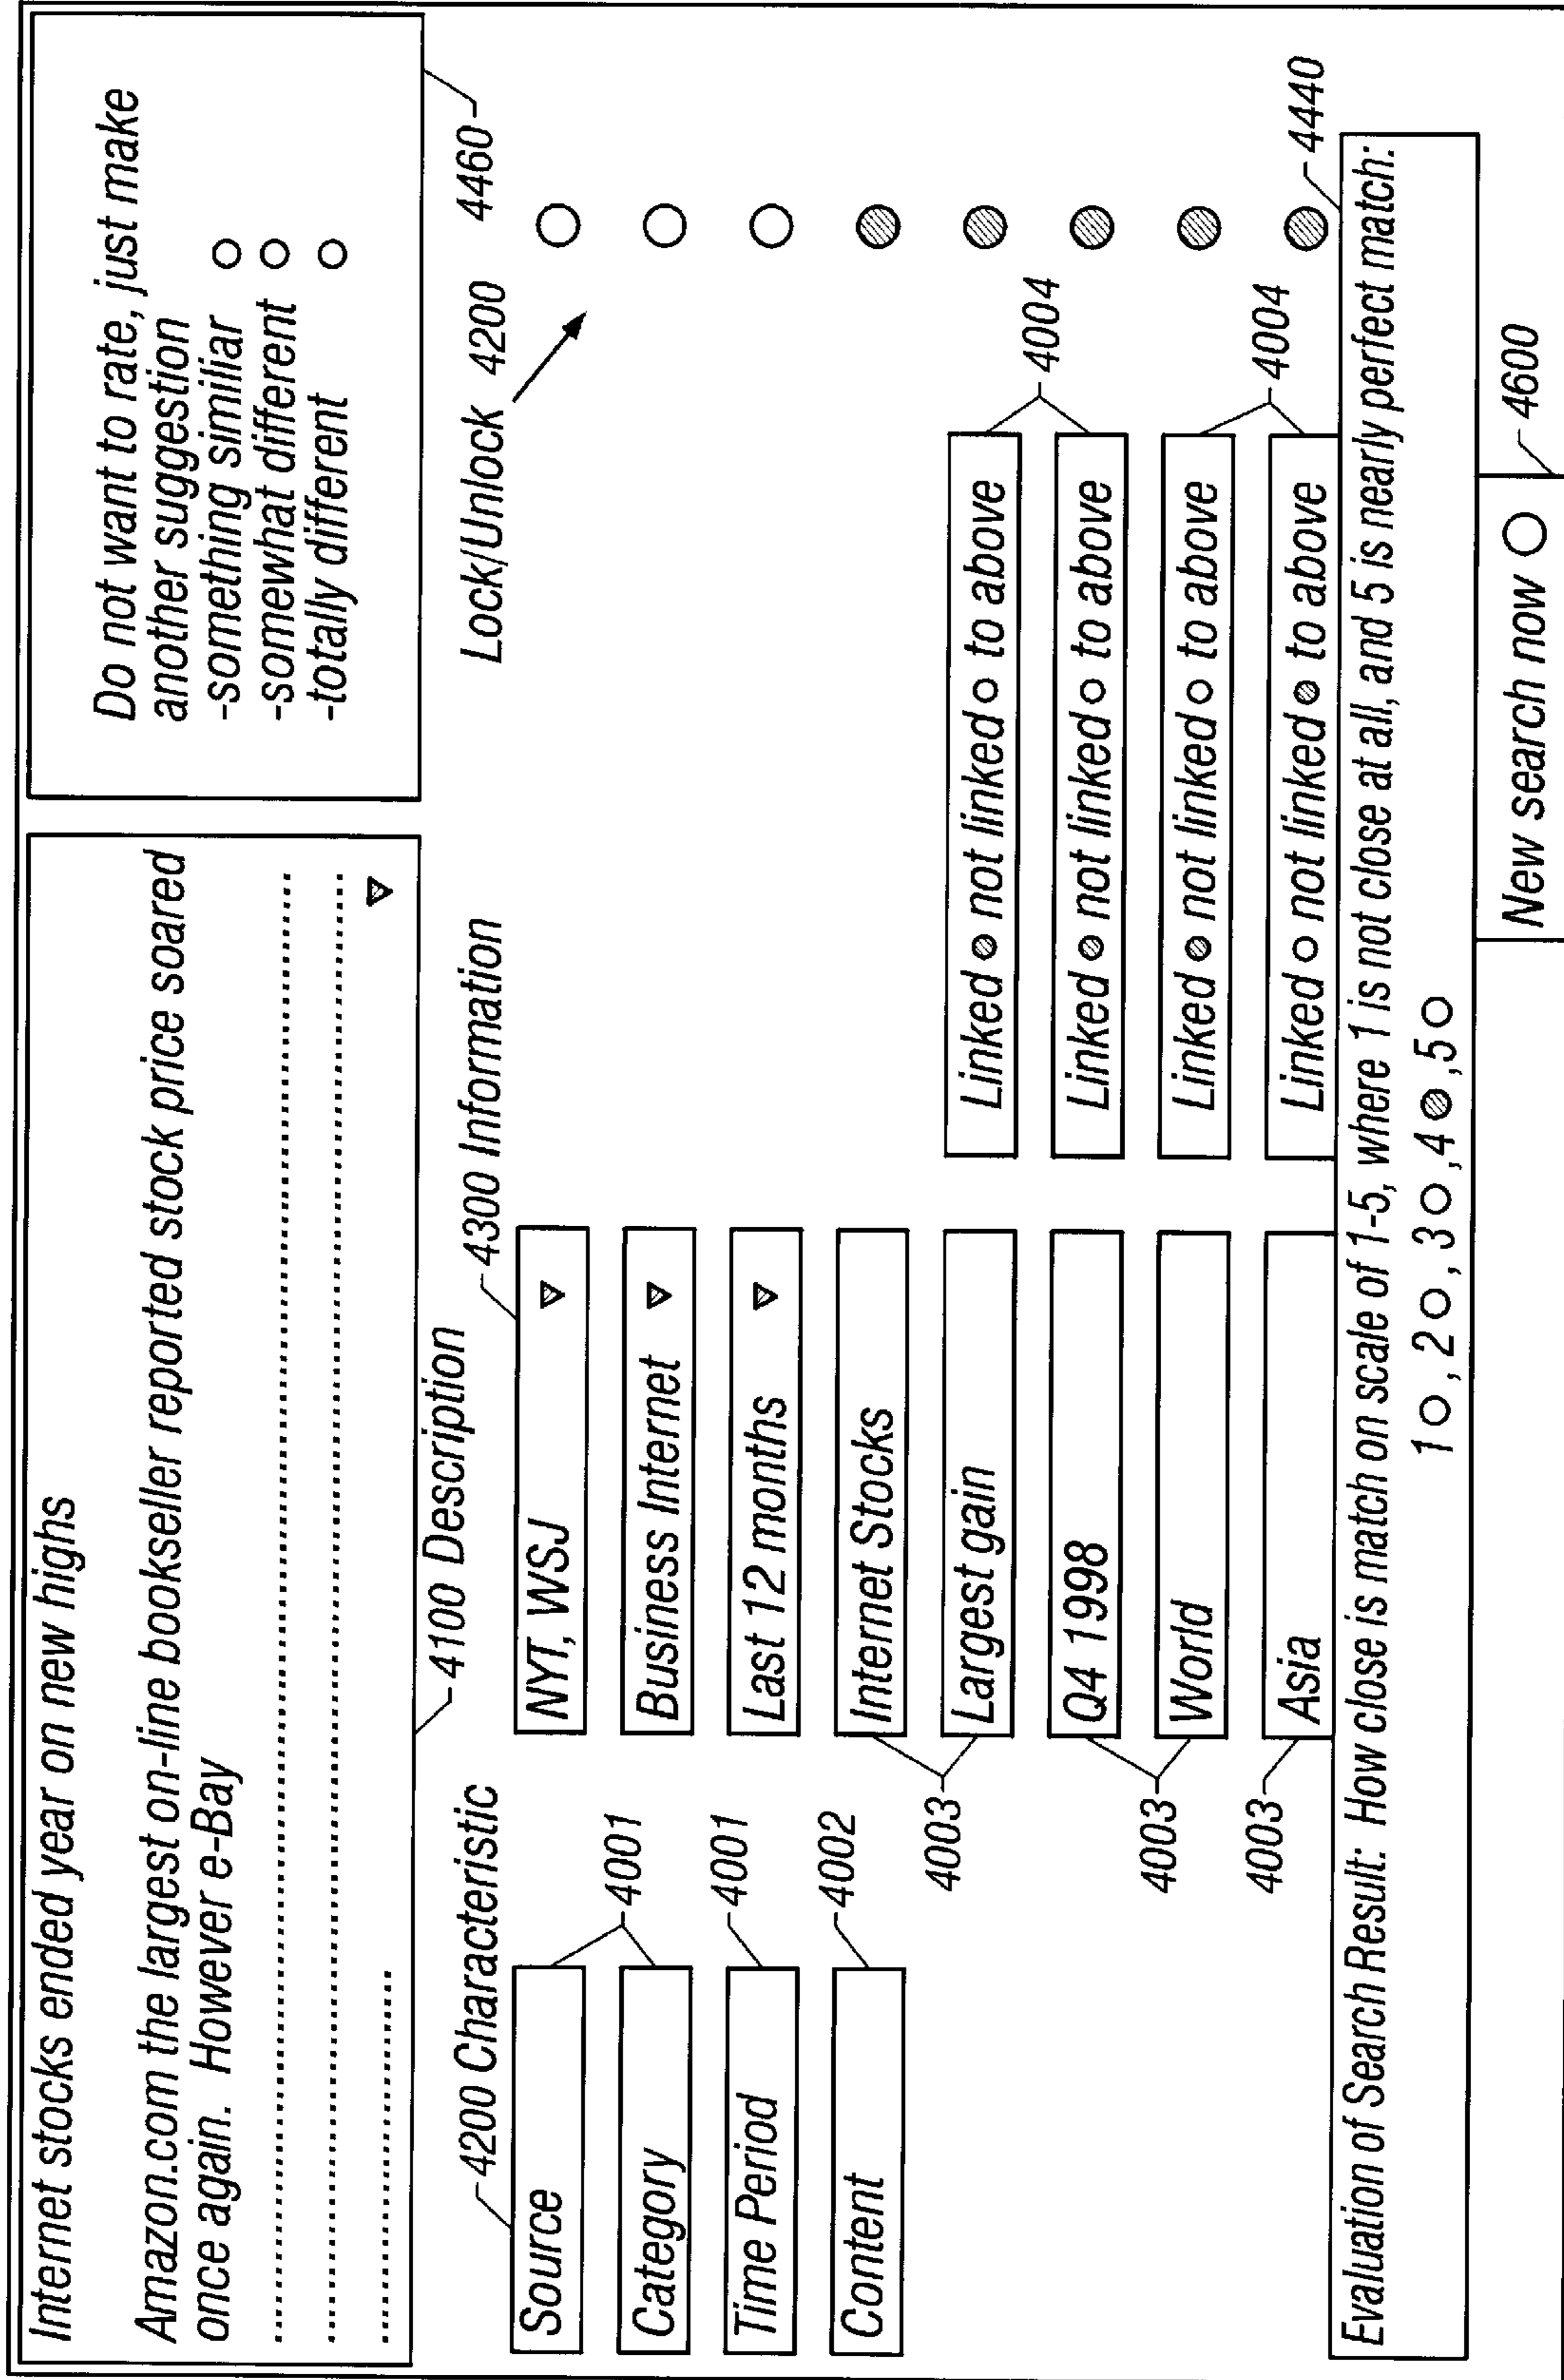 Internet stocks ended year on new highs
Amazon.com the largest on-line bookseller reported stock price soared
once again. However e-Bay
Do not want to rate, just make
another suggestion
-something similiar
-somewhat different
-totally different
4100 Description
4460
4200 Characteristic
4300 Information
Lock/Unlock 4200
Source
4001
NYT, WSJ
Category
Business Internet
Time Period
4001
Last 12 months
Content
4002
Internet Stocks
4003
Largest gain
Linked not linked to above
4004
Q4 1998
Linked not linked to above
4003
World
Linked not linked to above
4004
4003
Asia
Linked not linked to above
4440
Evaluation of Search Result: How close is match on scale of 1-5, where 1 is not close at all, and 5 is nearly perfect match:
1 , 2 , 3 , 4 , 5
New search now
4600